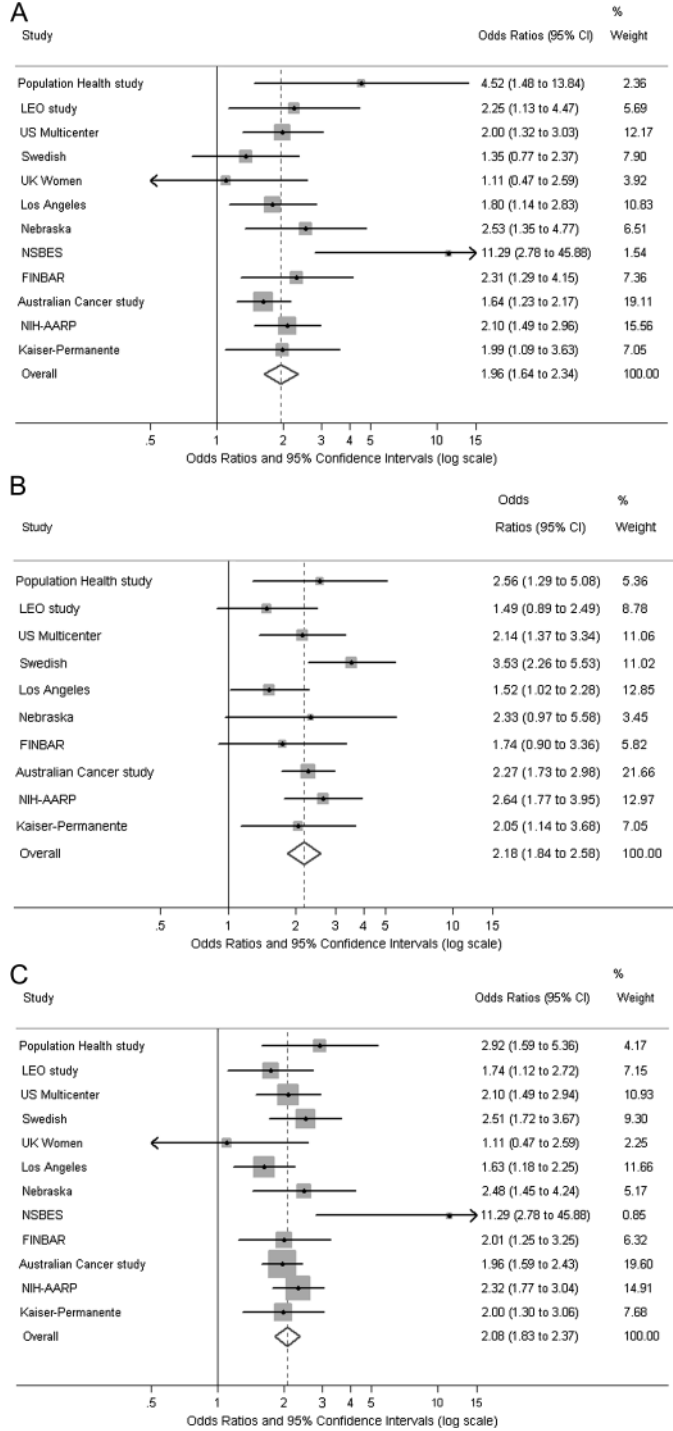 A
%
Study Odds Ratios (95% CI) Weight
Population Health study 4.52 (1.48 to 13.84) 2.36
LEO study 2.25 (1.13 to 4.47) 5.69
US Multicenter 2.00 (1.32 to 3.03) 12.17
Swedish 1.35 (0.77 to 2.37) 7.90
UK Women 1.11 (0.47 to 2.59) 3.92
Los Angeles 1.80 (1.14 to 2.83) 10.83
Nebraska 2.53 (1.35 to 4.77) 6.51
NSBES 11.29 (2.78 to 45.88) 1.54
FINBAR 2.31 (1.29 to 4.15) 7.36
Australian Cancer study 1.64 (1.23 to 2.17) 19.11
NIH-AARP 2.10 (1.49 to 2.96) 15.56
Kaiser-Permanente 1.99 (1.09 to 3.63) 7.05
Overall 1.96 (1.64 to 2.34) 100.00
.5 1 2 3 4 5 10 15
Odds Ratios and 95% Confidence Intervals (log scale)
B
Odds %
Study Ratios (95% CI) Weight
Population Health study 2.56 (1.29 to 5.08) 5.36
LEO study 1.49 (0.89 to 2.49) 8.78
US Multicenter 2.14 (1.37 to 3.34) 11.06
Swedish 3.53 (2.26 to 5.53) 11.02
Los Angeles 1.52 (1.02 to 2.28) 12.85
Nebraska 2.33 (0.97 to 5.58) 3.45
FINBAR 1.74 (0.90 to 3.36) 5.82
Australian Cancer study 2.27 (1.73 to 2.98) 21.66
NIH-AARP 2.64 (1.77 to 3.95) 12.97
Kaiser-Permanente 2.05 (1.14 to 3.68) 7.05
Overall 2.18 (1.84 to 2.58) 100.00
.5 1 2 3 4 5 10 15
Odds Ratios and 95% Confidence Intervals (log scale)
C
%
Study Odds Ratios (95% CI) Weight
Population Health study 2.92 (1.59 to 5.36) 4.17
LEO study 1.74 (1.12 to 2.72) 7.15
US Multicenter 2.10 (1.49 to 2.94) 10.93
Swedish 2.51 (1.72 to 3.67) 9.30
UK Women 1.11 (0.47 to 2.59) 2.25
Los Angeles 1.63 (1.18 to 2.25) 11.66
Nebraska 2.48 (1.45 to 4.24) 5.17
NSBES 11.29 (2.78 to 45.88) 0.85
FINBAR 2.01 (1.25 to 3.25) 6.32
Australian Cancer study 1.96 (1.59 to 2.43) 19.60
NIH-AARP 2.32 (1.77 to 3.04) 14.91
Kaiser-Permanente 2.00 (1.30 to 3.06) 7.68
Overall 2.08 (1.83 to 2.37) 100.00
.5 1 2 3 4 5 10 15
Odds Ratios and 95% Confidence Intervals (log scale)